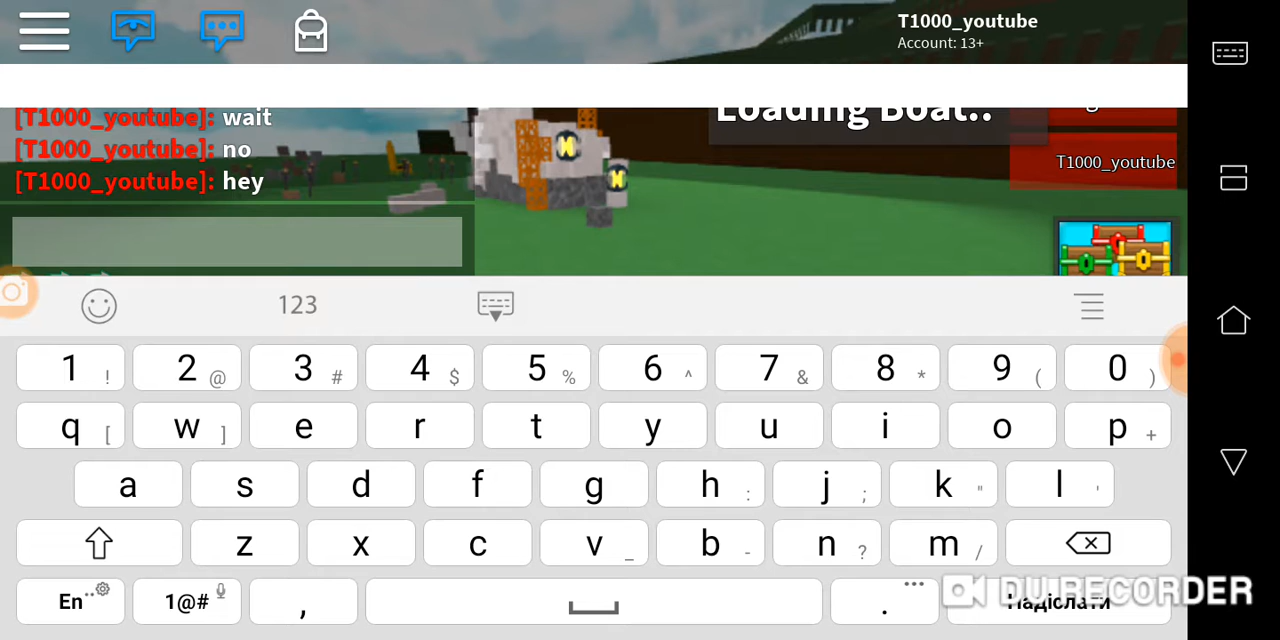 T1000_youtube
Account: 13+
[T1000_youtube]: wait
[T1000_youtube]: no
[T1000_youtube]: hey
Loading Boat..
T1000_youtube
123
1 ! 2 @ 3 # 4 $ 5 % 6 ^ 7 & 8 * 9 ( 0 )
q [ w ] e r t y u i o p +
a s d f g h : j ; k " l '
z x c v _ b - n ? m /
En 1@# , . Надіслати
DU RECORDER